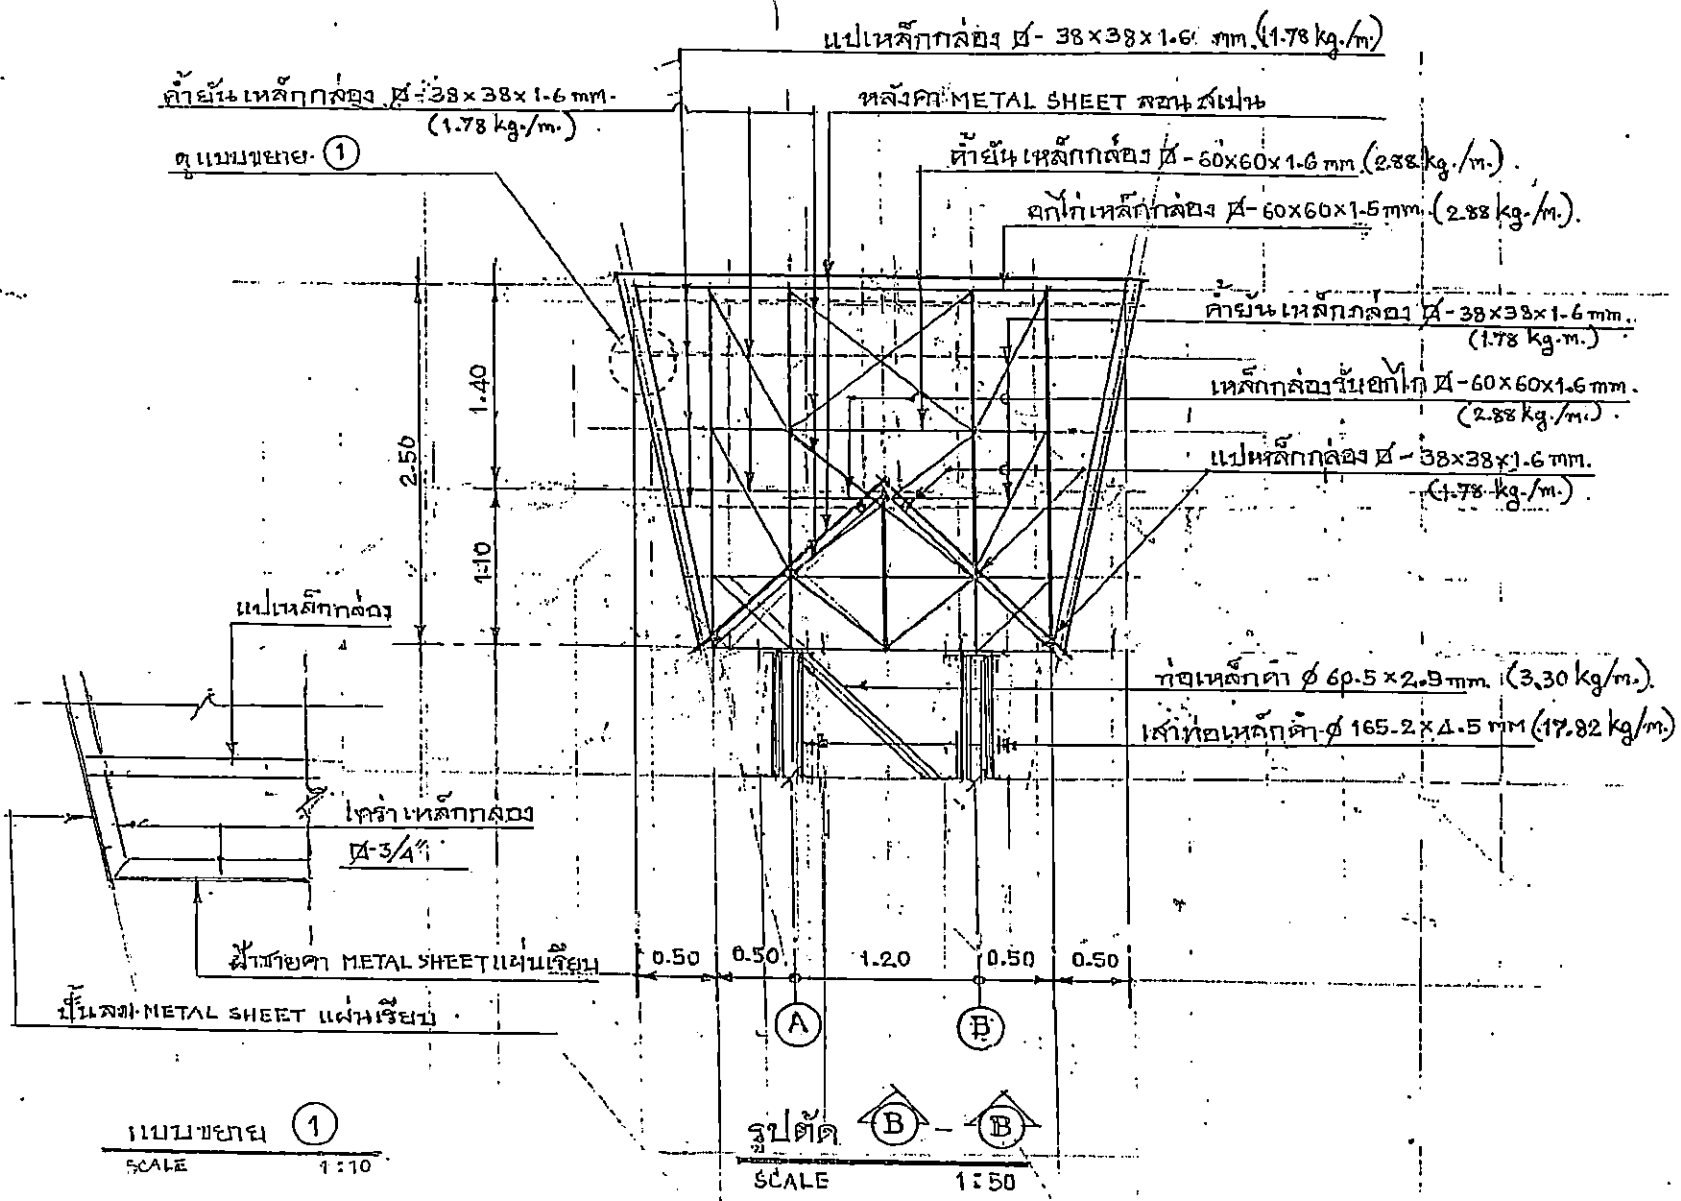 แปเหล็กกล่อง ⌀- 38×38×1.6 mm. (1.78 kg./m.)
ค้ำยันเหล็กกล่อง ⌀-38×38×1.6 mm.
(1.78 kg./m.)
หลังคา METAL SHEET ลอนสเปน
ดูแบบขยาย 1
ค้ำยันเหล็กกล่อง ⌀-60×60×1.6 mm. (2.88 kg./m.).
อกไก่เหล็กกล่อง ⌀-60×60×1.5 mm. (2.88 kg./m.).
ค้ำยันเหล็กกล่อง ⌀-38×38×1.6 mm.
(1.78 kg.m.)
เหล็กกล่องรับอกไก่ ⌀-60×60×1.6 mm.
(2.88 kg./m.).
แปเหล็กกล่อง ⌀-38×38×1.6 mm.
(1.78 kg./m.)
2.50
1.40
1.10
แปเหล็กกล่อง
ท่อเหล็กดำ ϕ 60.5×2.9 mm. (3.30 kg/m.).
เสาท่อเหล็กดำ ϕ 165.2×4.5 mm (17.82 kg/m.)
โคร่าเหล็กกล่อง
⌀-3/4"
ฝ้าชายคา METAL SHEET แผ่นเรียบ
0.50 0.50 1.20 0.50 0.50
ปั้นลม METAL SHEET แผ่นเรียบ
A B
แบบขยาย 1
SCALE 1:10
รูปตัด B - B
SCALE 1:50